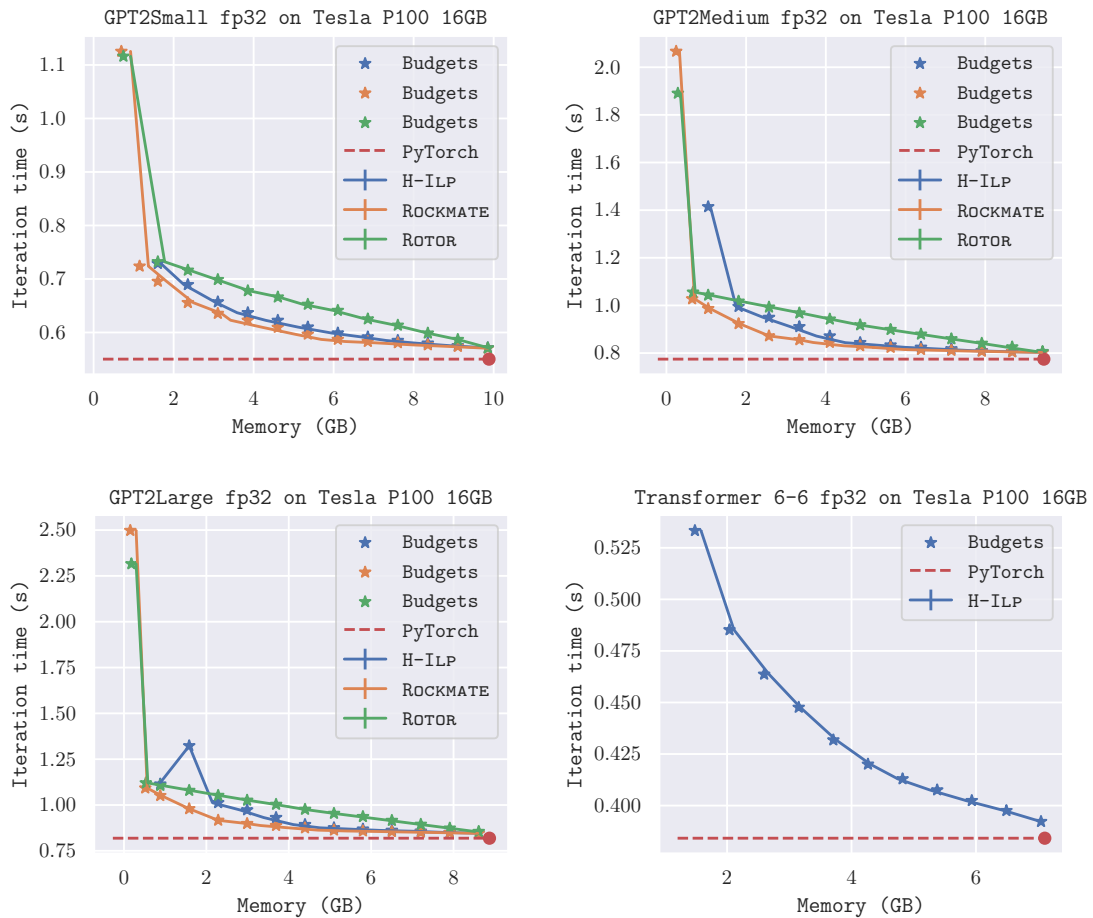 GPT2Small fp32 on Tesla P100 16GB
Iteration time (s)
1.1
1.0
0.9
0.8
0.7
0.6
Budgets
Budgets
Budgets
PyTorch
H-ILP
ROCKMATE
ROTOR
0 2 4 6 8 10
Memory (GB)
GPT2Medium fp32 on Tesla P100 16GB
Iteration time (s)
2.0
1.8
1.6
1.4
1.2
1.0
0.8
Budgets
Budgets
Budgets
PyTorch
H-ILP
ROCKMATE
ROTOR
0 2 4 6 8
Memory (GB)
GPT2Large fp32 on Tesla P100 16GB
Iteration time (s)
2.50
2.25
2.00
1.75
1.50
1.25
1.00
0.75
Budgets
Budgets
Budgets
PyTorch
H-ILP
ROCKMATE
ROTOR
0 2 4 6 8
Memory (GB)
Transformer 6-6 fp32 on Tesla P100 16GB
Iteration time (s)
0.525
0.500
0.475
0.450
0.425
0.400
Budgets
PyTorch
H-ILP
2 4 6
Memory (GB)